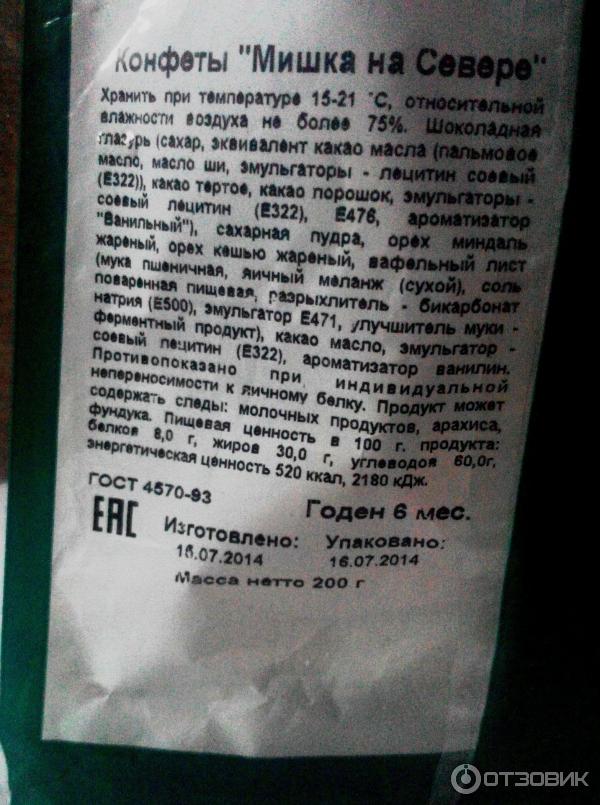 Конфеты "Мишка на Севере"
Хранить при температуре 15-21 °С, относительной
влажности воздуха не более 75%. Шоколадная
глазурь (сахар, эквивалент какао масла (пальмовое
масло, масло ши, эмульгаторы - лецитин соевый
(Е322)), какао тертое, какао порошок, эмульгаторы -
соевый лецитин (Е322), Е476, ароматизатор
"Ванильный"), сахарная пудра, орех миндаль
жареный, орех кешью жареный, вафельный лист
(мука пшеничная, яичный меланж (сухой), соль
поваренная пищевая, разрыхлитель - бикарбонат
натрия (Е500), эмульгатор Е471, улучшитель муки -
ферментный продукт), какао масло, эмульгатор -
соевый лецитин (Е322), ароматизатор ванилин.
Противопоказано при индивидуальной
непереносимости к яичному белку. Продукт может
содержать следы: молочных продуктов, арахиса,
фундука. Пищевая ценность в 100 г. продукта:
белков 8,0 г, жиров 30,0 г, углеводов 60,0г,
энергетическая ценность 520 ккал, 2180 кДж.
ГОСТ 4570-93
Годен 6 мес.
ЕАС
Изготовлено: Упаковано:
16.07.2014 16.07.2014
Масса нетто 200 г
ОТЗОВИК